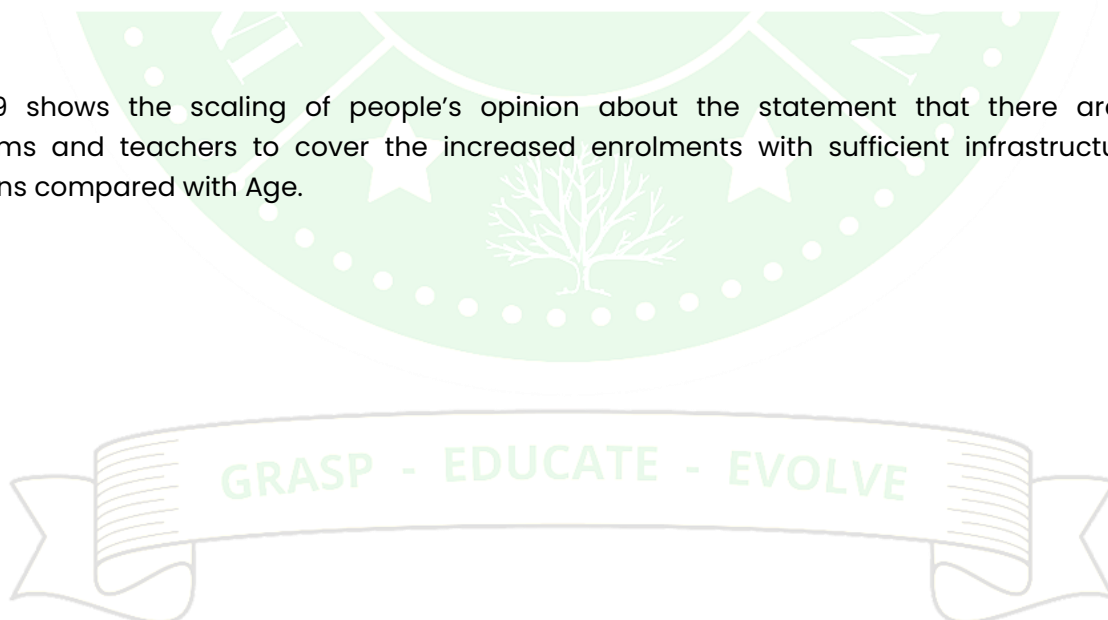 9 shows the scaling of people's opinion about the statement that there are
ms and teachers to cover the increased enrolments with sufficient infrastructu
ns compared with Age.
GRASP - EDUCATE - EVOLVE